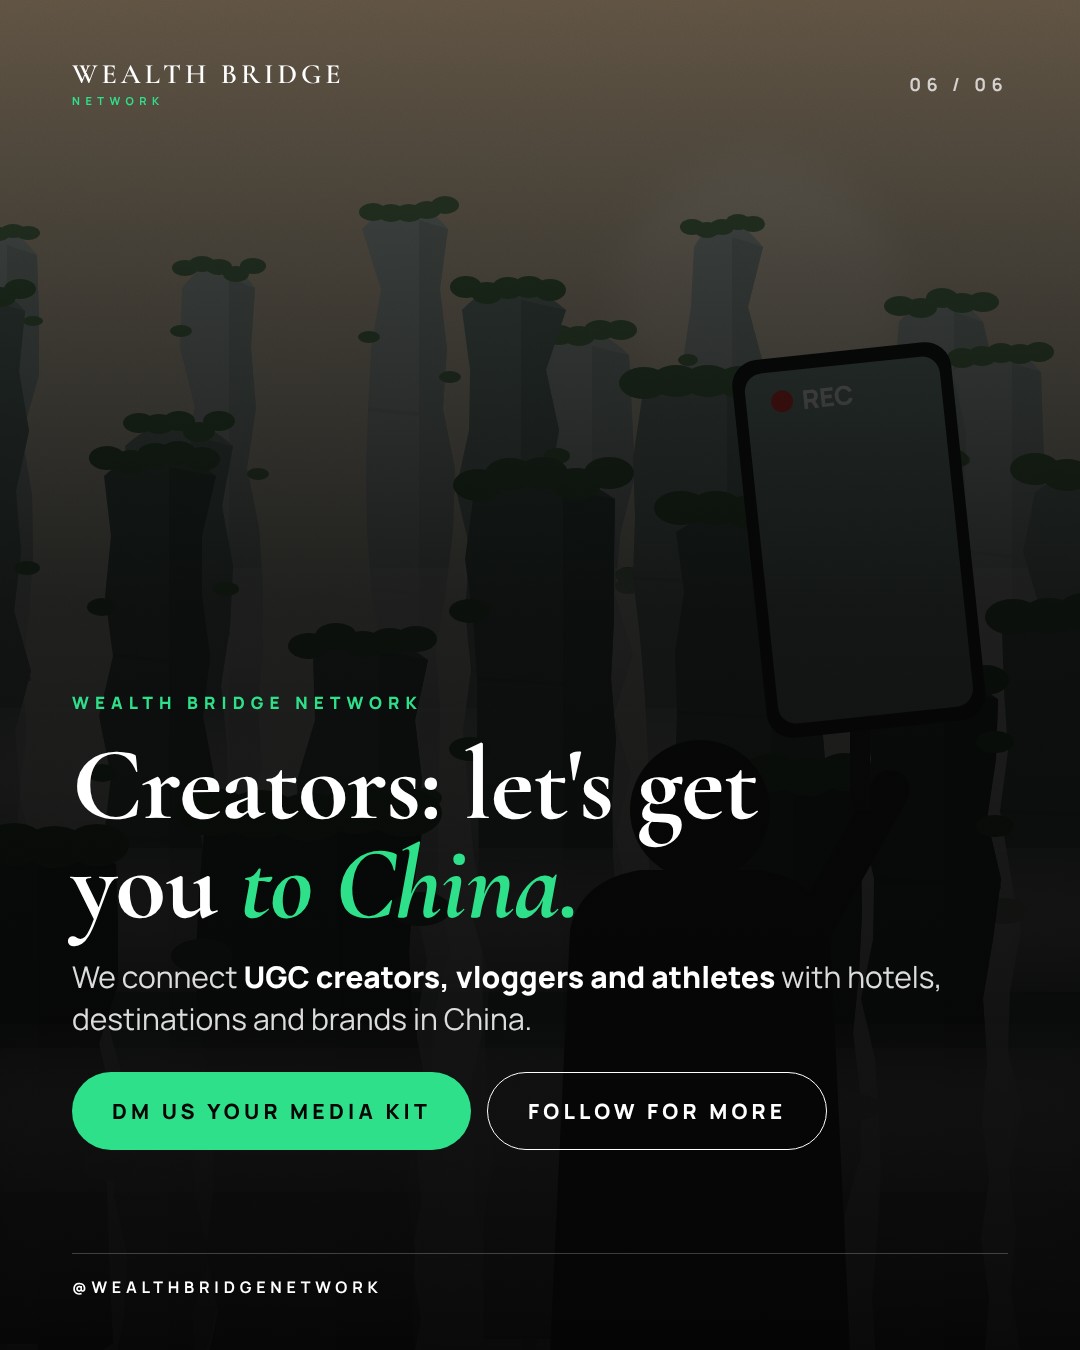 WEALTH BRIDGE
NETWORK
06 / 06
REC
WEALTH BRIDGE NETWORK
Creators: let's get
you to China.
We connect UGC creators, vloggers and athletes with hotels,
destinations and brands in China.
DM US YOUR MEDIA KIT
FOLLOW FOR MORE
@WEALTHBRIDGENETWORK